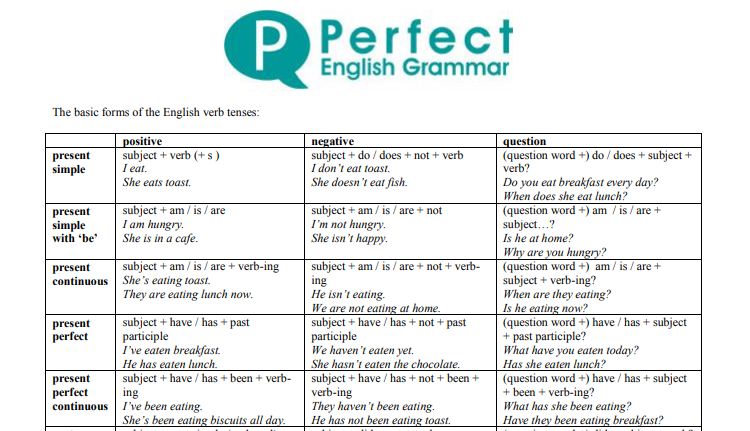 P Perfect
English Grammar
The basic forms of the English verb tenses:
positive negative question
present simple
subject + verb (+ s )
I eat.
She eats toast.
subject + do / does + not + verb
I don't eat toast.
She doesn't eat fish.
(question word +) do / does + subject +
verb?
Do you eat breakfast every day?
When does she eat lunch?
present
simple
with 'be'
subject + am / is / are
I am hungry.
She is in a cafe.
subject + am / is / are + not
I'm not hungry.
She isn't happy.
(question word +) am / is / are +
subject…?
Is he at home?
Why are you hungry?
present
continuous
subject + am / is / are + verb-ing
She's eating toast.
They are eating lunch now.
subject + am / is / are + not + verb-
ing
He isn't eating.
We are not eating at home.
(question word +) am / is / are +
subject + verb-ing?
When are they eating?
Is he eating now?
present
perfect
subject + have / has + past
participle
I've eaten breakfast.
He has eaten lunch.
subject + have / has + not + past
participle
We haven't eaten yet.
She hasn't eaten the chocolate.
(question word +) have / has + subject
+ past participle?
What have you eaten today?
Has she eaten lunch?
present
perfect
continuous
subject + have / has + been + verb-
ing
I've been eating.
She's been eating biscuits all day.
subject + have / has + not + been +
verb-ing
They haven't been eating.
He has not been eating toast.
(question word +) have / has + subject
+ been + verb-ing?
What has she been eating?
Have they been eating breakfast?